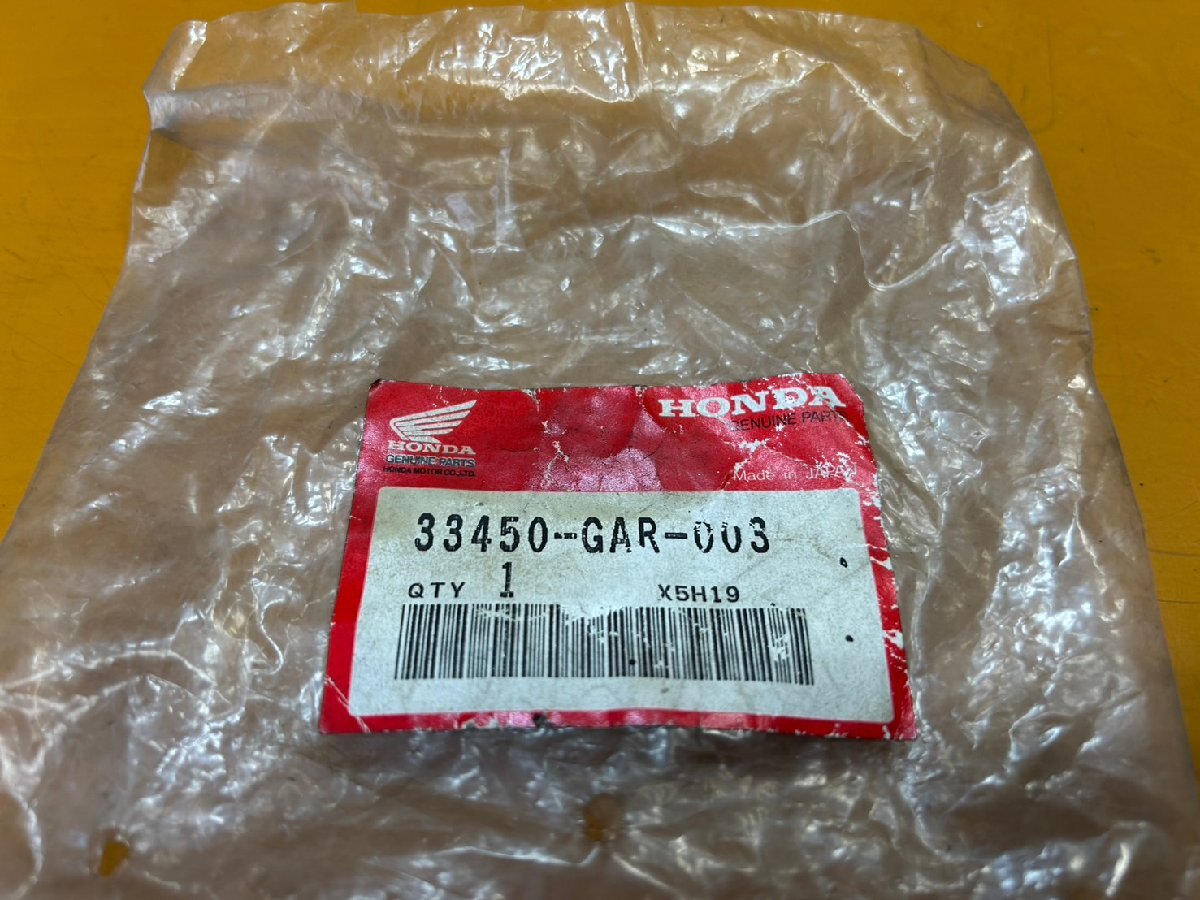 HONDA
GENUINE PARTS
HONDA MOTOR CO.,LTD.
HONDA
GENUINE PARTS
Made in JAPAN
33450-GAR-003
QTY 1 X5H19